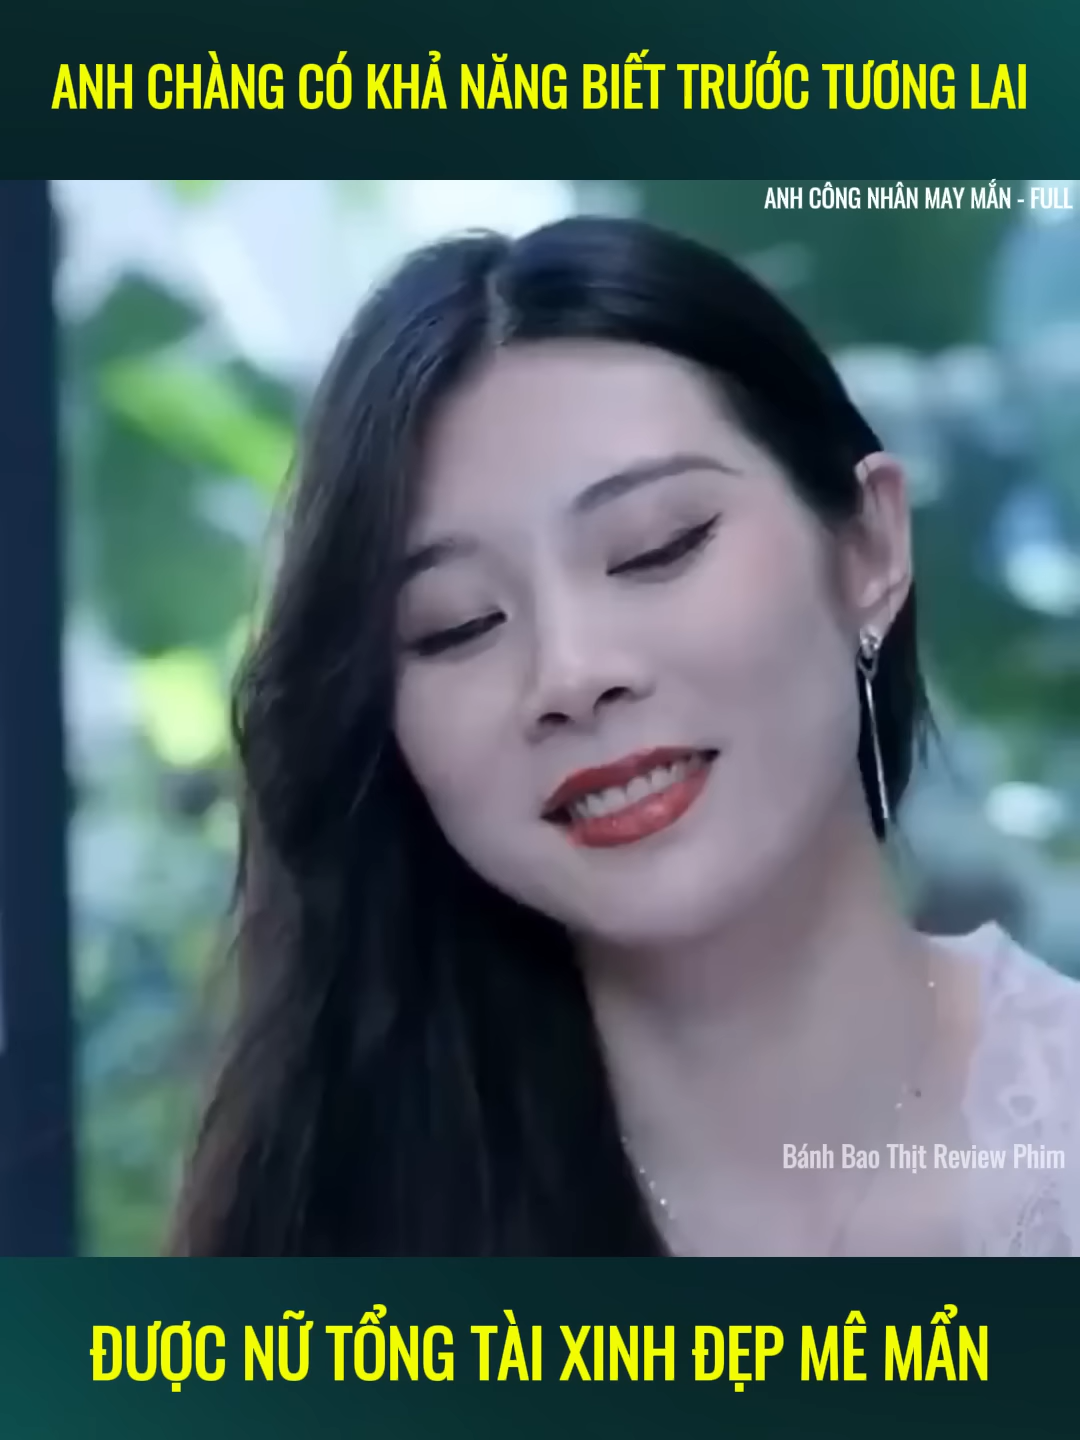 ANH CHÀNG CÓ KHẢ NĂNG BIẾT TRƯỚC TƯƠNG LAI
ANH CÔNG NHÂN MAY MẮN - FULL
Bánh Bao Thịt Review Phim
ĐƯỢC NỮ TỔNG TÀI XINH ĐẸP MÊ MẨN